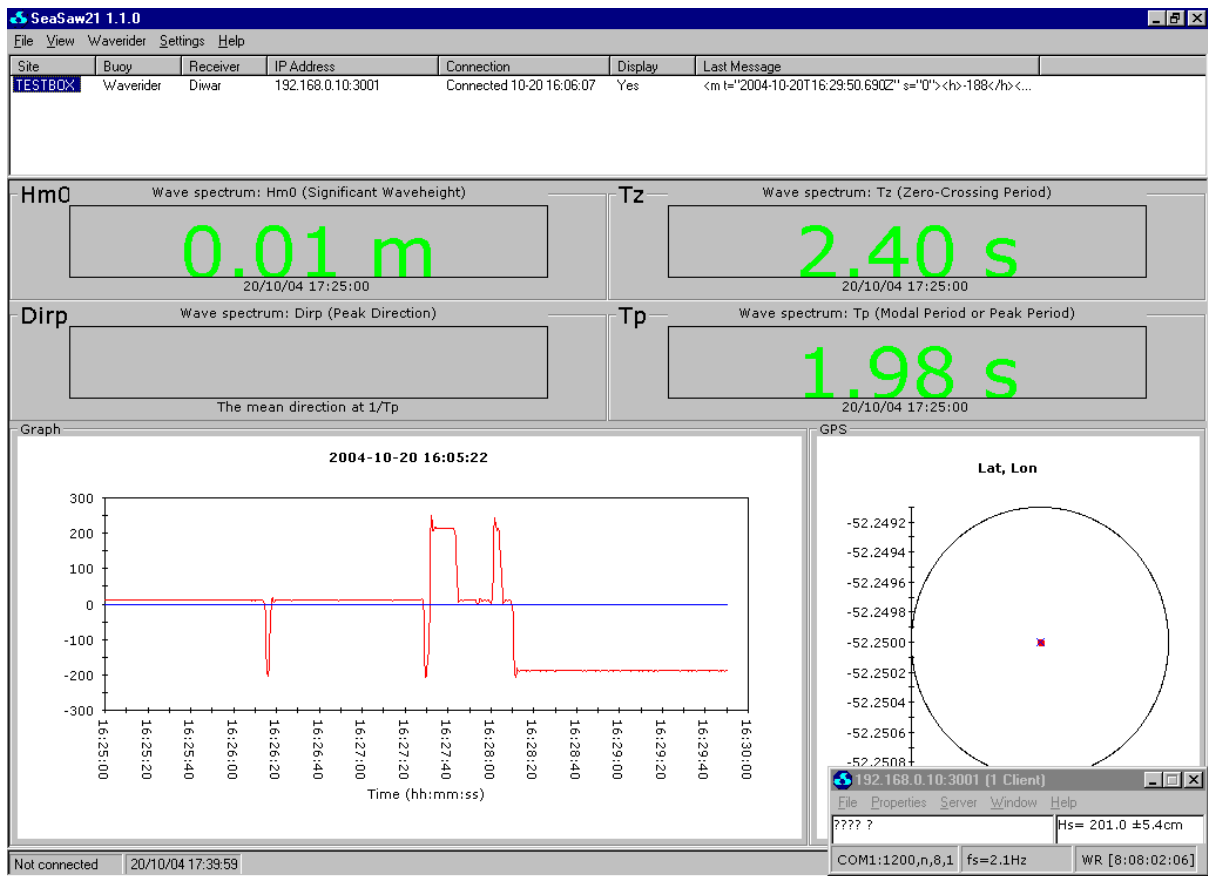 SeaSaw21 1.1.0
File View Waverider Settings Help
Site Buoy Receiver IP Address Connection Display Last Message
TESTBOX Waverider Diwar 192.168.0.10:3001 Connected 10-20 16:06:07 Yes <m t="2004-10-20T16:29:50.690Z" s="0"><h>-188</h><...
Hm0 Wave spectrum: Hm0 (Significant Waveheight)
0.01 m
20/10/04 17:25:00
Tz Wave spectrum: Tz (Zero-Crossing Period)
2.40 s
20/10/04 17:25:00
Dirp Wave spectrum: Dirp (Peak Direction)
The mean direction at 1/Tp
Tp Wave spectrum: Tp (Modal Period or Peak Period)
1.98 s
20/10/04 17:25:00
Graph
2004-10-20 16:05:22
300
200
100
0
-100
-200
-300
16:25:00
16:25:20
16:25:40
16:26:00
16:26:20
16:26:40
16:27:00
16:27:20
16:27:40
16:28:00
16:28:20
16:28:40
16:29:00
16:29:20
16:29:40
16:30:00
Time (hh:mm:ss)
GPS
Lat, Lon
-52.2492
-52.2494
-52.2496
-52.2498
-52.2500
-52.2502
-52.2504
-52.2506
-52.2508
192.168.0.10:3001 (1 Client)
File Properties Server Window Help
???? ? Hs= 201.0 ±5.4cm
COM1:1200,n,8,1 fs=2.1Hz WR [8:08:02:06]
Not connected 20/10/04 17:39:59